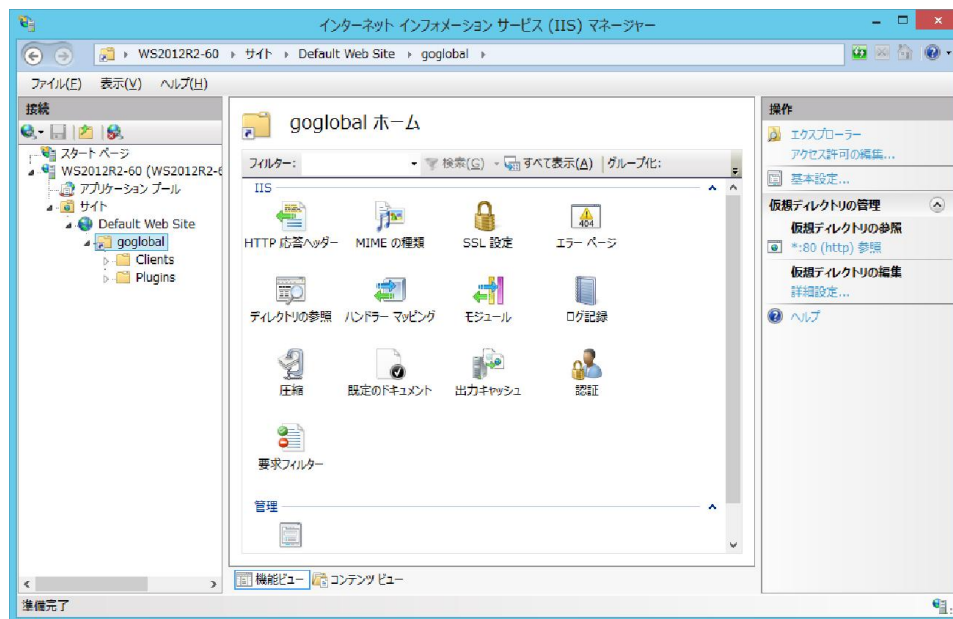 インターネット インフォメーション サービス (IIS) マネージャー
WS2012R2-60 サイト Default Web Site goglobal
ファイル(F) 表示(V) ヘルプ(H)
接続
スタート ページ
WS2012R2-60 (WS2012R2-6
アプリケーション プール
サイト
Default Web Site
goglobal
Clients
Plugins
goglobal ホーム
フィルター: 検索(G) すべて表示(A) グループ化:
IIS
HTTP 応答ヘッダー MIME の種類 SSL 設定 404 エラー ページ
ディレクトリの参照 ハンドラー マッピング モジュール ログ記録
圧縮 既定のドキュメント 出力キャッシュ 認証
要求フィルター
管理
機能ビュー コンテンツ ビュー
操作
エクスプローラー
アクセス許可の編集...
基本設定...
仮想ディレクトリの管理
仮想ディレクトリの参照
*:80 (http) 参照
仮想ディレクトリの編集
詳細設定...
ヘルプ
準備完了